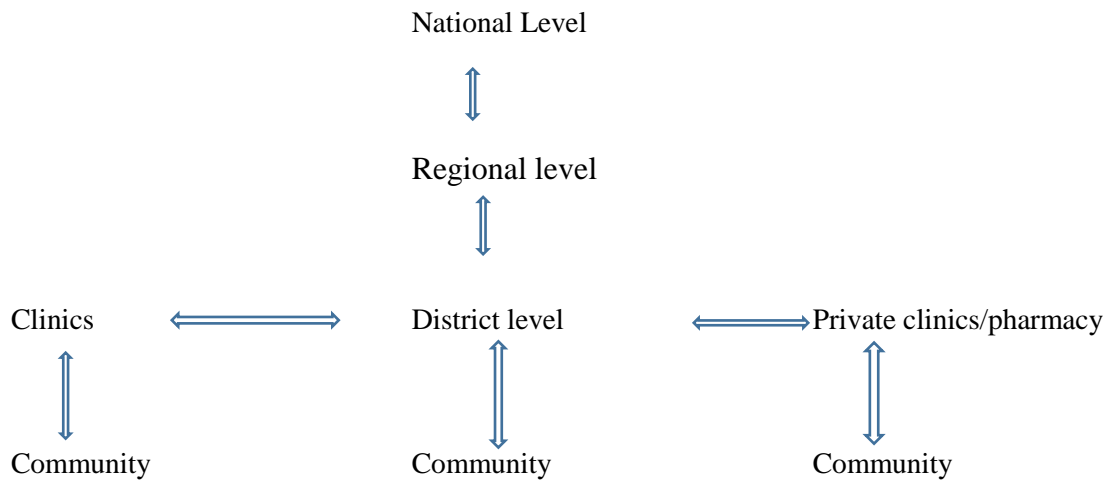 National Level
Regional level
Clinics District level Private clinics/pharmacy
Community Community Community